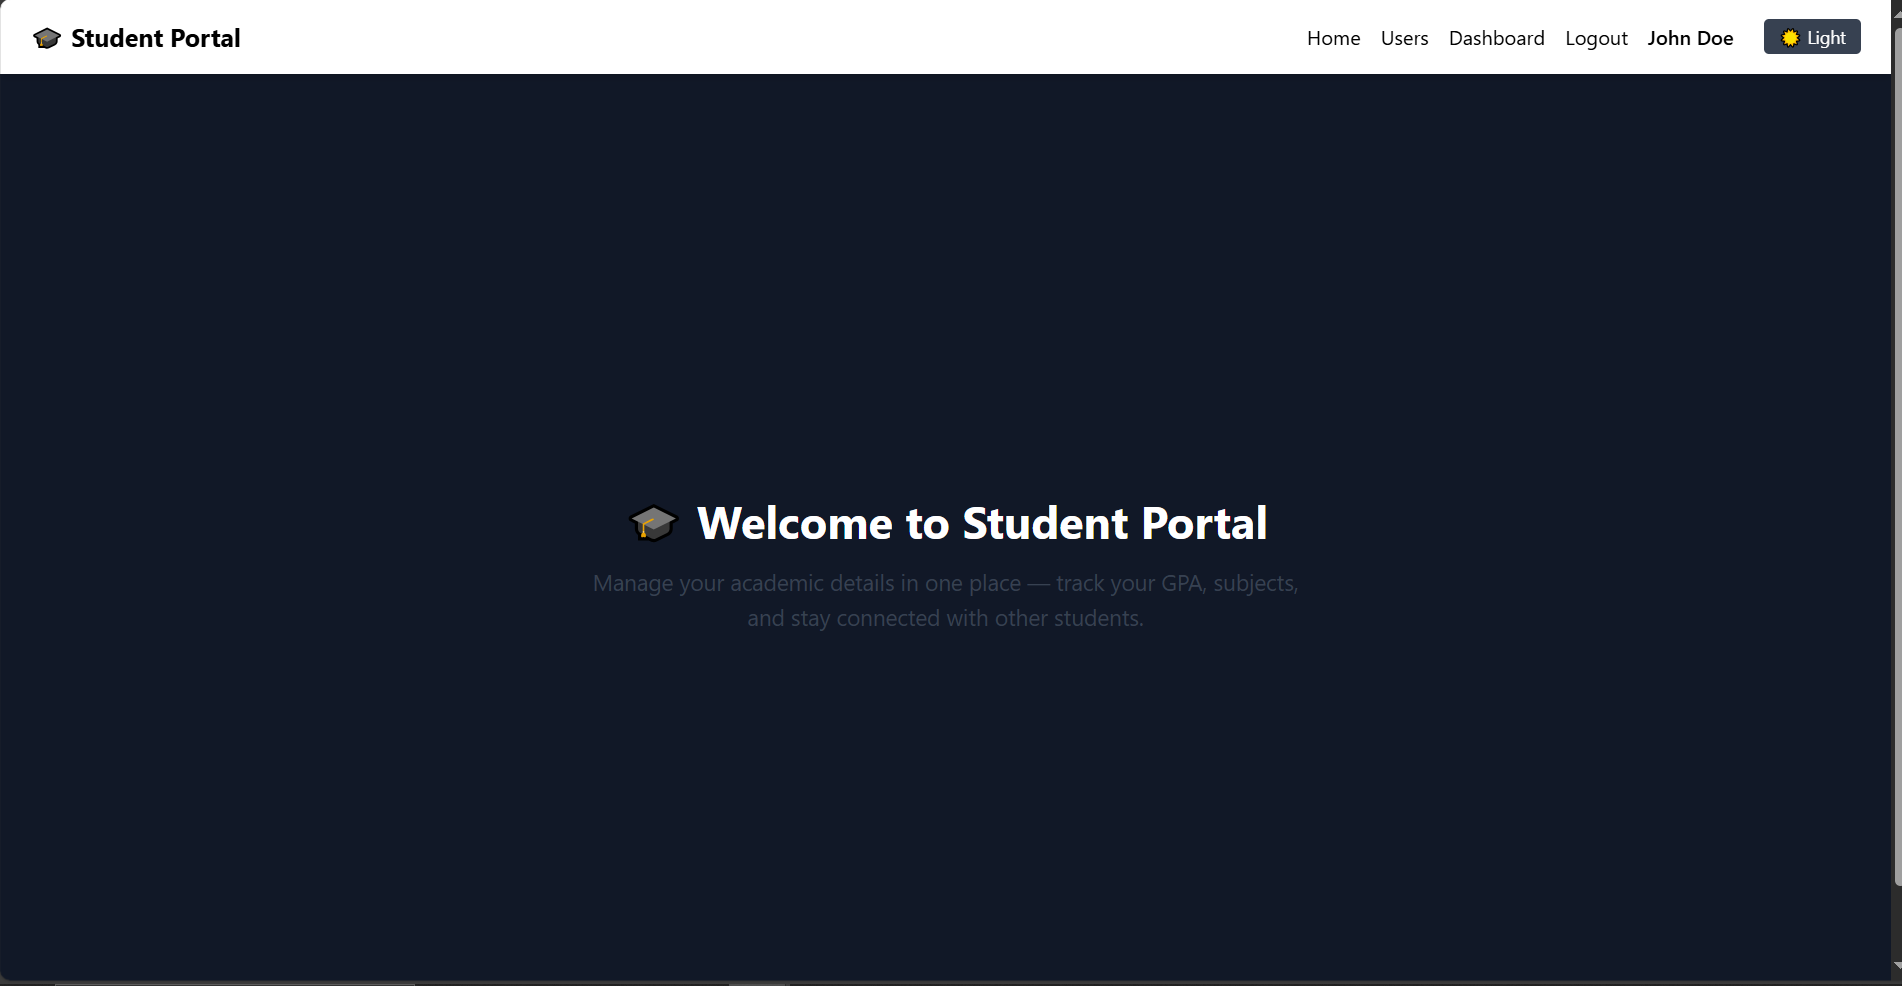 🎓 Student Portal
Home Users Dashboard Logout John Doe Light
🎓 Welcome to Student Portal
Manage your academic details in one place — track your GPA, subjects,
and stay connected with other students.